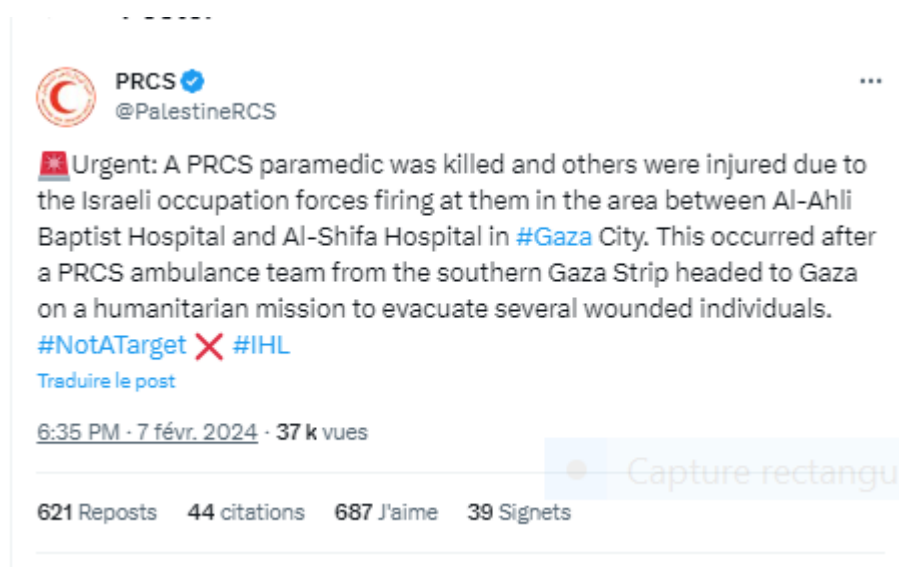 PRCS
@PalestineRCS
Urgent: A PRCS paramedic was killed and others were injured due to
the Israeli occupation forces firing at them in the area between Al-Ahli
Baptist Hospital and Al-Shifa Hospital in #Gaza City. This occurred after
a PRCS ambulance team from the southern Gaza Strip headed to Gaza
on a humanitarian mission to evacuate several wounded individuals.
#NotATarget ❌ #IHL
Traduire le post
6:35 PM · 7 févr. 2024 · 37 k vues
Capture rectangu
621 Reposts 44 citations 687 J'aime 39 Signets